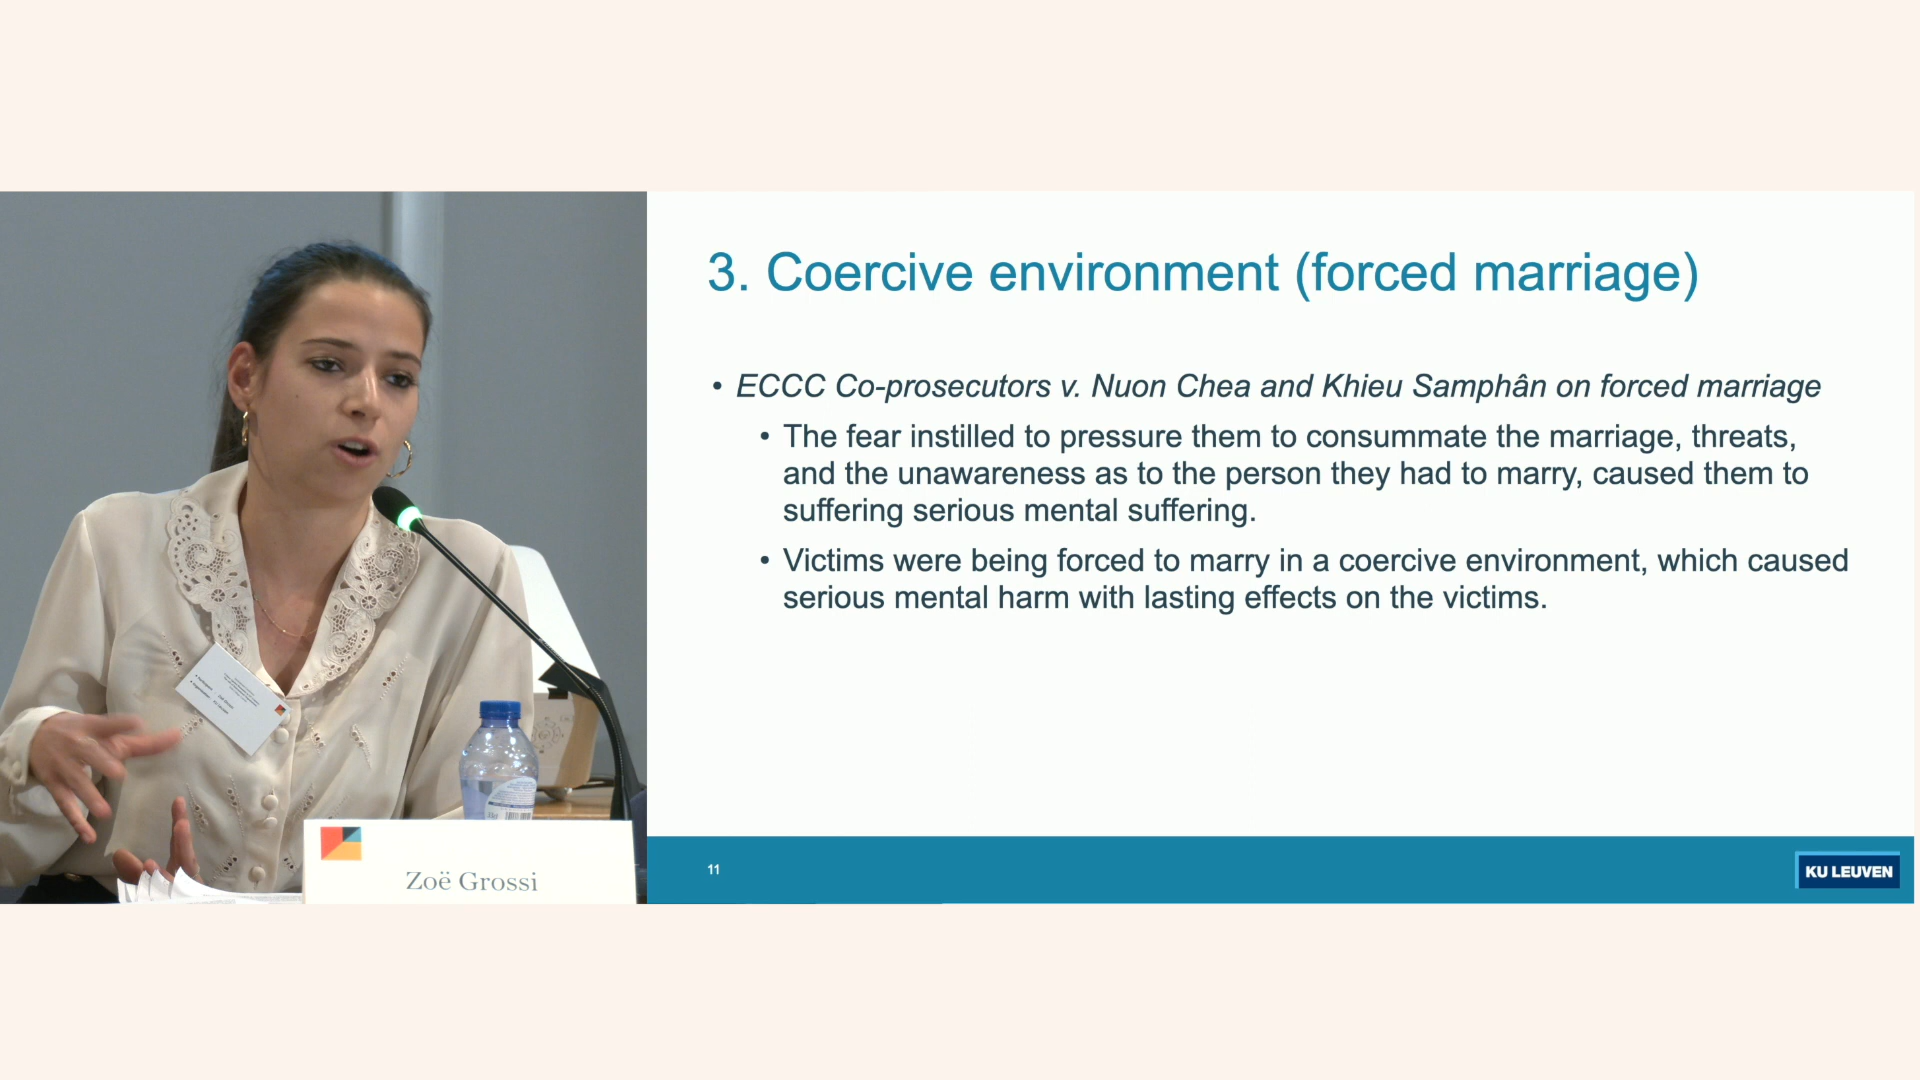 3. Coercive environment (forced marriage)
• ECCC Co-prosecutors v. Nuon Chea and Khieu Samphân on forced marriage
• The fear instilled to pressure them to consummate the marriage, threats,
and the unawareness as to the person they had to marry, caused them to
suffering serious mental suffering.
• Victims were being forced to marry in a coercive environment, which caused
serious mental harm with lasting effects on the victims.
11
KU LEUVEN
Zoë Grossi